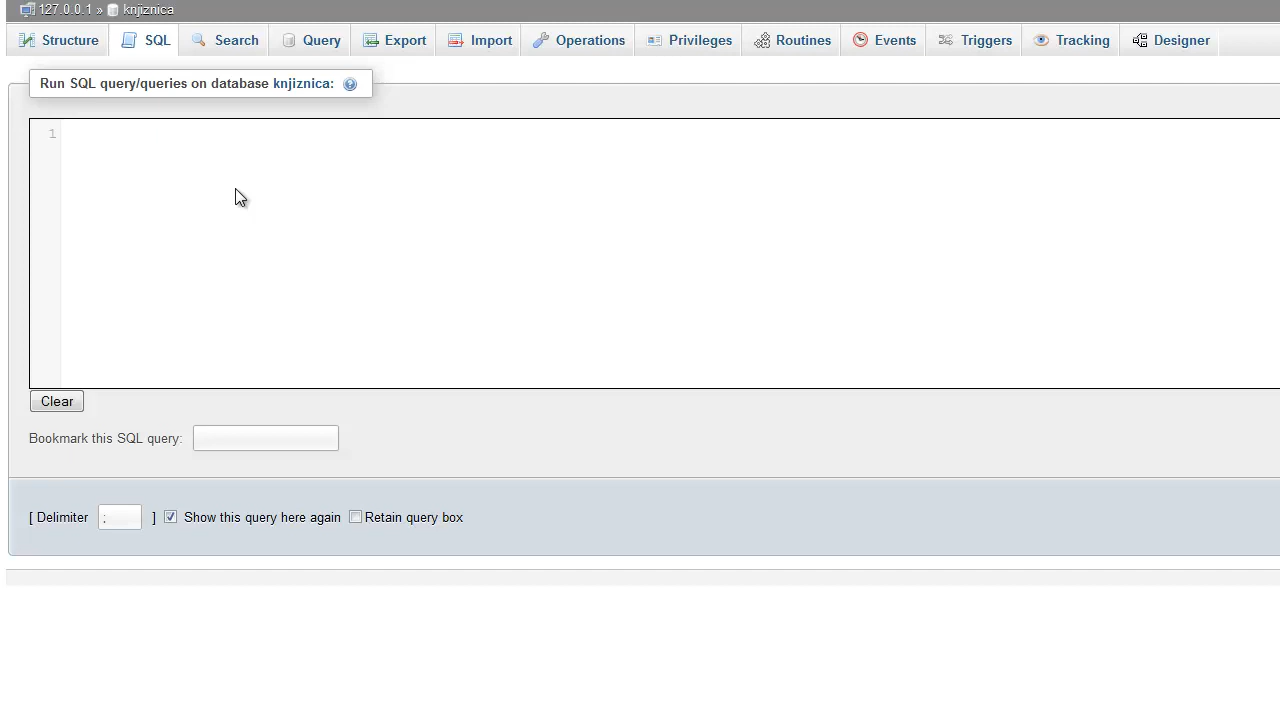 127.0.0.1 » knjiznica
Structure SQL Search Query Export Import Operations Privileges Routines Events Triggers Tracking Designer
Run SQL query/queries on database knjiznica:
1
Clear
Bookmark this SQL query:
[ Delimiter ; ] Show this query here again Retain query box